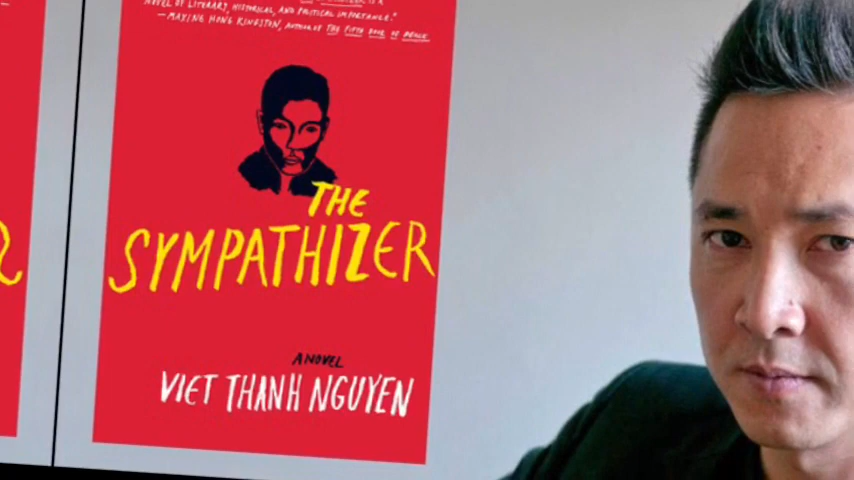 NOVEL OF LITERARY, HISTORICAL, AND POLITICAL IMPORTANCE."
—MAXINE HONG KINGSTON, AUTHOR OF THE FIFTH BOOK OF PEACE
THE
SYMPATHIZER
A NOVEL
VIET THANH NGUYEN